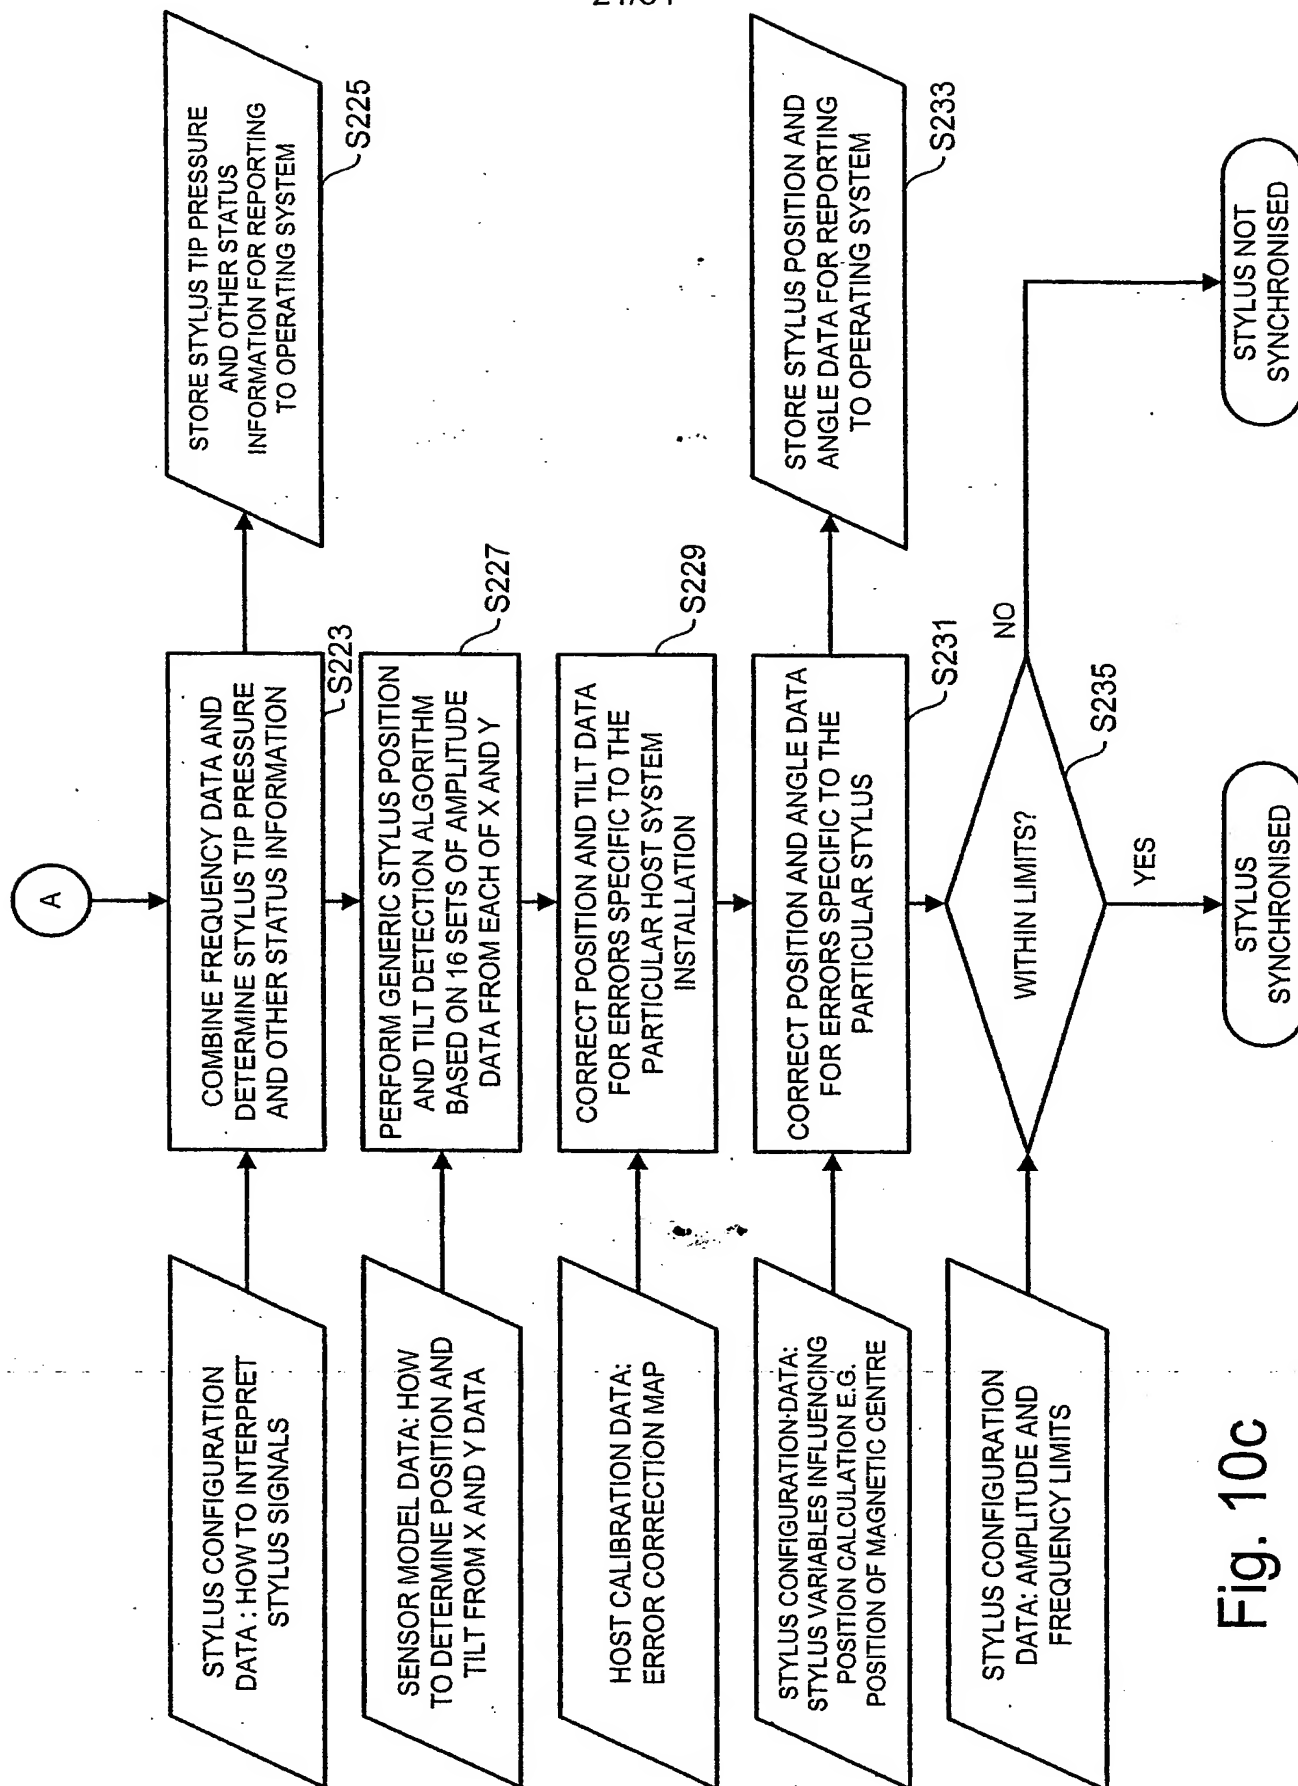 21/34
A
STYLUS CONFIGURATION
DATA : HOW TO INTERPRET
STYLUS SIGNALS
COMBINE FREQUENCY DATA AND
DETERMINE STYLUS TIP PRESSURE
AND OTHER STATUS INFORMATION
S223
STORE STYLUS TIP PRESSURE
AND OTHER STATUS
INFORMATION FOR REPORTING
TO OPERATING SYSTEM
S225
SENSOR MODEL DATA: HOW
TO DETERMINE POSITION AND
TILT FROM X AND Y DATA
PERFORM GENERIC STYLUS POSITION
AND TILT DETECTION ALGORITHM
BASED ON 16 SETS OF AMPLITUDE
DATA FROM EACH OF X AND Y
S227
HOST CALIBRATION DATA:
ERROR CORRECTION MAP
CORRECT POSITION AND TILT DATA
FOR ERRORS SPECIFIC TO THE
PARTICULAR HOST SYSTEM
INSTALLATION
S229
STYLUS CONFIGURATION DATA:
STYLUS VARIABLES INFLUENCING
POSITION CALCULATION E.G.
POSITION OF MAGNETIC CENTRE
CORRECT POSITION AND ANGLE DATA
FOR ERRORS SPECIFIC TO THE
PARTICULAR STYLUS
S231
STORE STYLUS POSITION AND
ANGLE DATA FOR REPORTING
TO OPERATING SYSTEM
S233
STYLUS CONFIGURATION
DATA: AMPLITUDE AND
FREQUENCY LIMITS
WITHIN LIMITS?
S235
NO
YES
STYLUS
SYNCHRONISED
STYLUS NOT
SYNCHRONISED
Fig. 10c